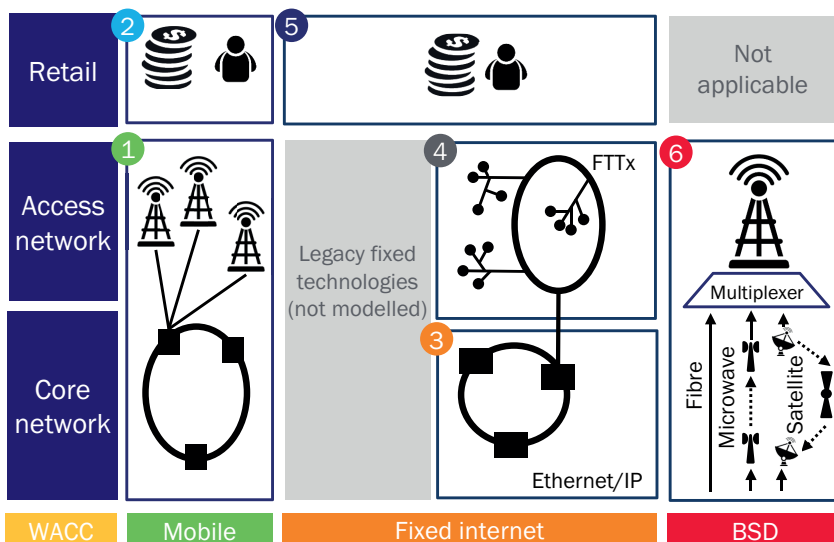 2
5
$
$
Retail
Not
applicable
1
4
6
FTTx
Access
network
Legacy fixed
technologies
(not modelled)
Multiplexer
3
Core
network
Fibre
Microwave
Satellite
Ethernet/IP
WACC
Mobile
Fixed internet
BSD